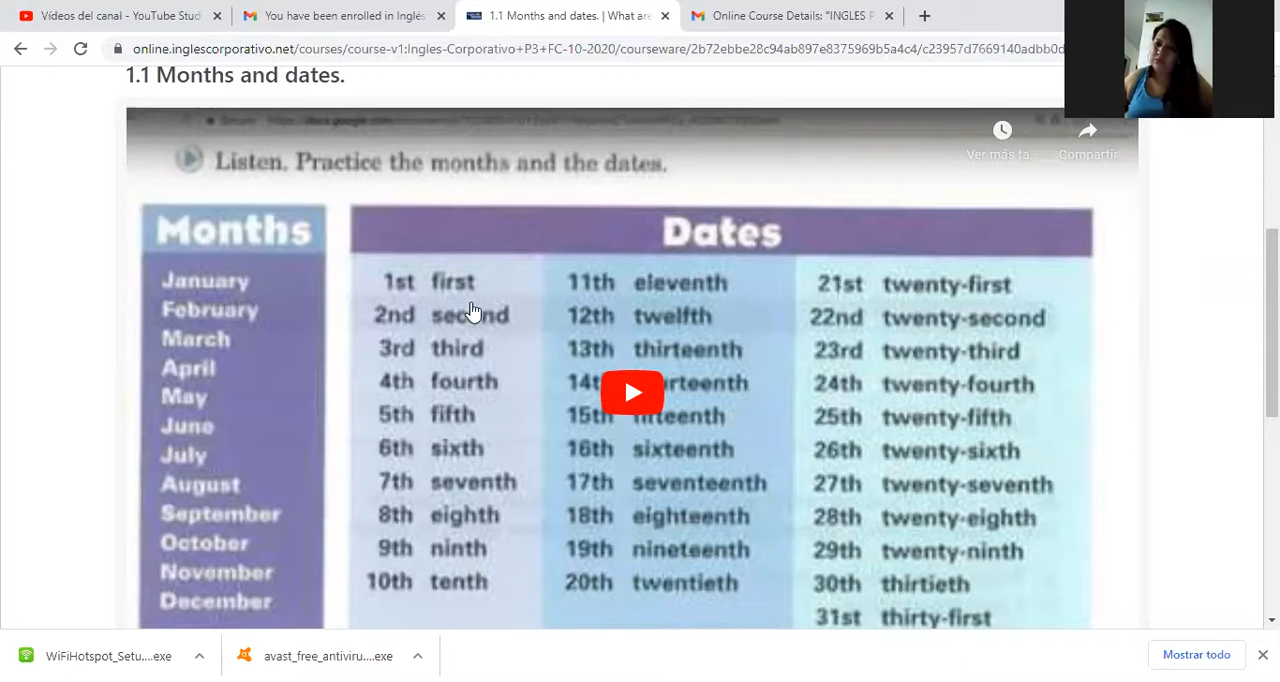 Vídeos del canal - YouTube Stud
You have been enrolled in Inglés
1.1 Months and dates. | What are
Online Course Details: "INGLES P
online.inglescorporativo.net/courses/course-v1:Ingles-Corporativo+P3+FC-10-2020/courseware/2b72ebbe28c94ab897e8375969b5a4c4/c23957d7669140adbb0d
1.1 Months and dates.
Listen. Practice the months and the dates.
Ver más ta...
Compartir
Months
January
February
March
April
May
June
July
August
September
October
November
December
Dates
1st first
2nd second
3rd third
4th fourth
5th fifth
6th sixth
7th seventh
8th eighth
9th ninth
10th tenth
11th eleventh
12th twelfth
13th thirteenth
14th
15th
16th sixteenth
17th seventeenth
18th eighteenth
19th nineteenth
20th twentieth
21st twenty-first
22nd twenty-second
23rd twenty-third
24th twenty-fourth
25th twenty-fifth
26th twenty-sixth
27th twenty-seventh
28th twenty-eighth
29th twenty-ninth
30th thirtieth
31st thirty-first
WiFiHotspot_Setu....exe
avast_free_antiviru....exe
Mostrar todo